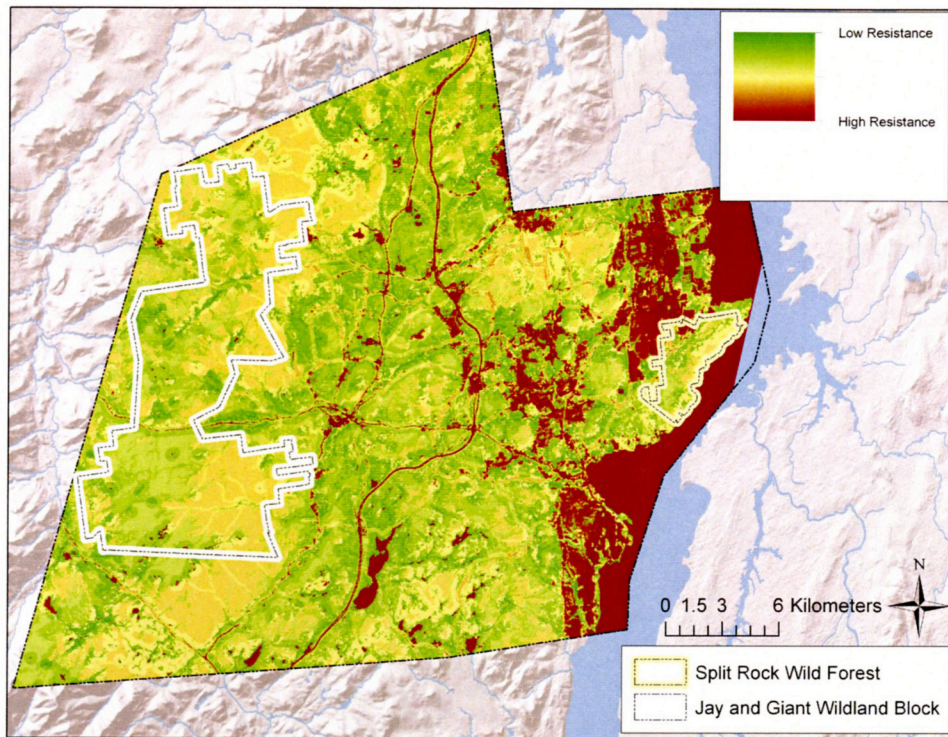 Low Resistance
High Resistance
N
0 1.5 3 6 Kilometers
Split Rock Wild Forest
Jay and Giant Wildland Block